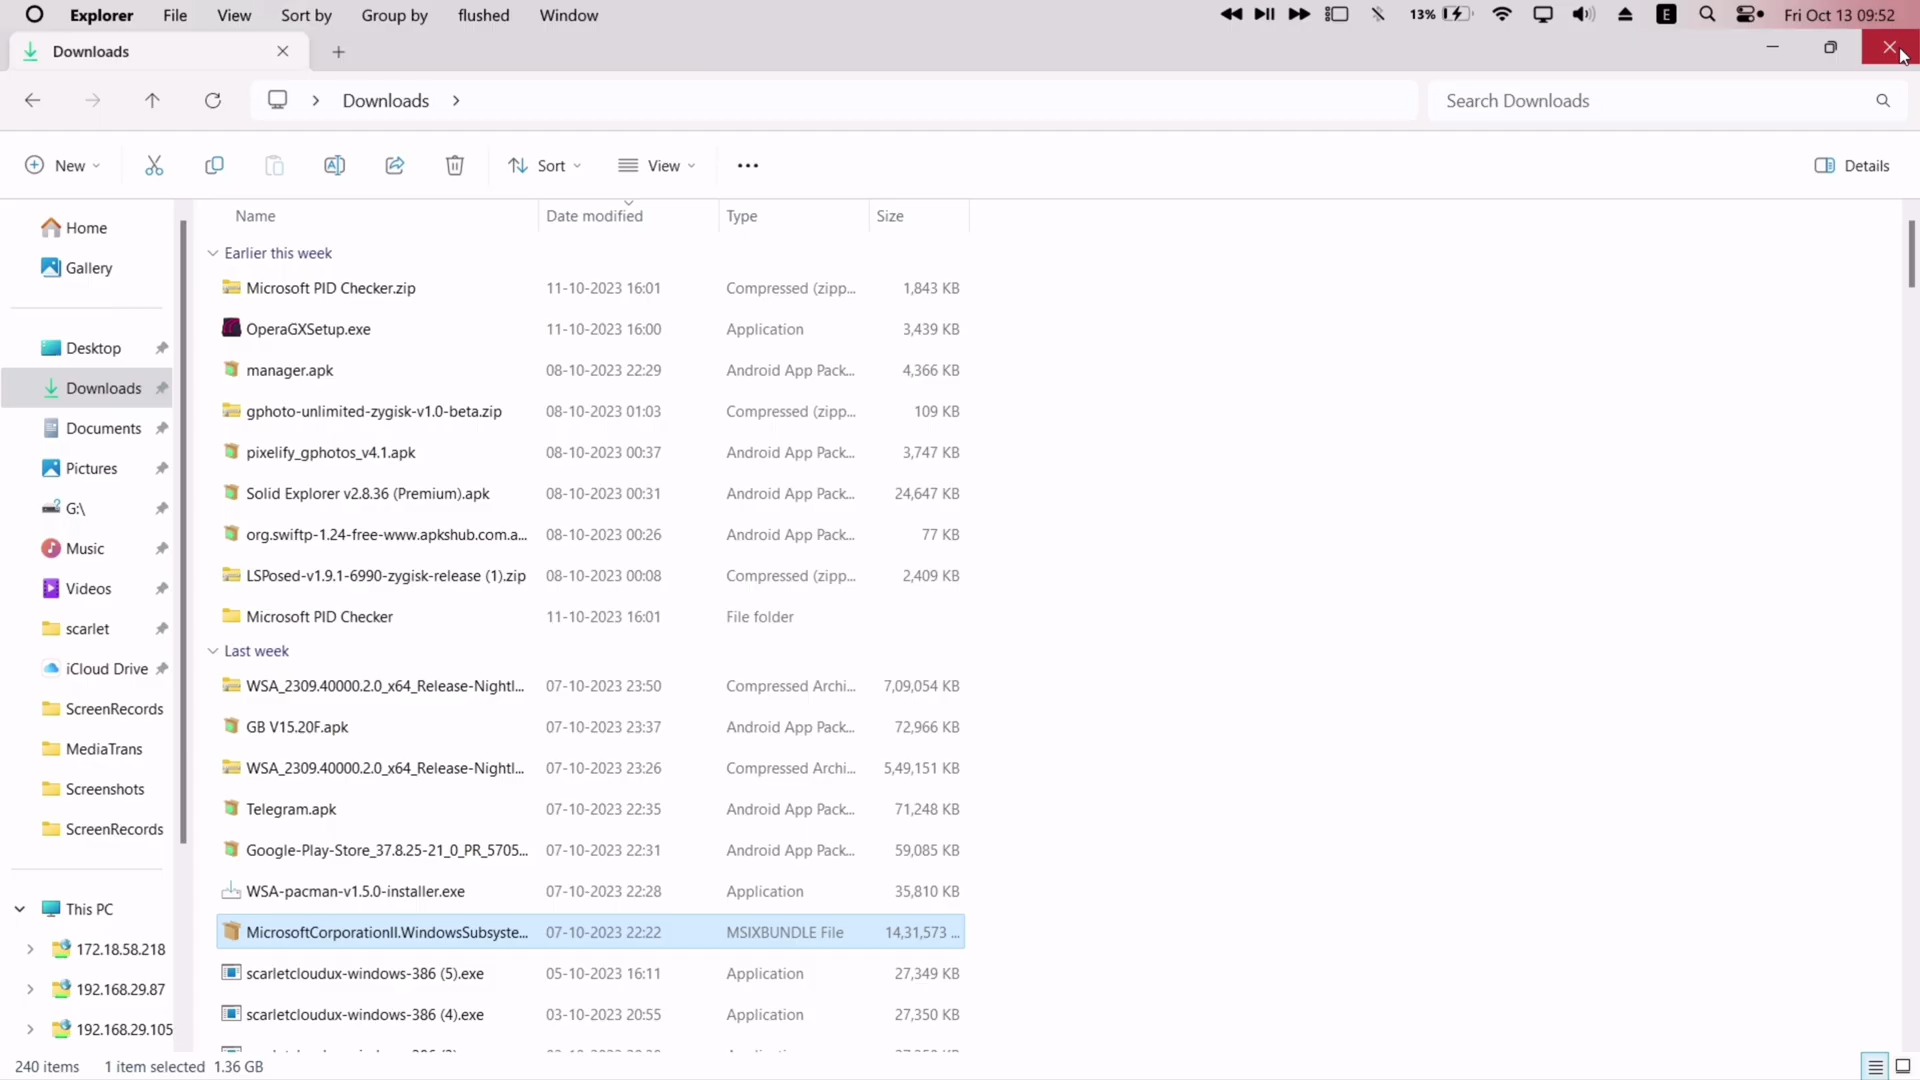 Explorer File View Sort by Group by flushed Window 13% E Fri Oct 13 09:52
Downloads
Downloads Search Downloads
New Sort View Details
Name Date modified Type Size
Home
Gallery
Desktop
Downloads
Documents
Pictures
G:\
Music
Videos
scarlet
iCloud Drive
ScreenRecords
MediaTrans
Screenshots
ScreenRecords
This PC
172.18.58.218
192.168.29.87
192.168.29.105
Earlier this week
Microsoft PID Checker.zip 11-10-2023 16:01 Compressed (zipp... 1,843 KB
OperaGXSetup.exe 11-10-2023 16:00 Application 3,439 KB
manager.apk 08-10-2023 22:29 Android App Pack... 4,366 KB
gphoto-unlimited-zygisk-v1.0-beta.zip 08-10-2023 01:03 Compressed (zipp... 109 KB
pixelify_gphotos_v4.1.apk 08-10-2023 00:37 Android App Pack... 3,747 KB
Solid Explorer v2.8.36 (Premium).apk 08-10-2023 00:31 Android App Pack... 24,647 KB
org.swiftp-1.24-free-www.apkshub.com.a... 08-10-2023 00:26 Android App Pack... 77 KB
LSPosed-v1.9.1-6990-zygisk-release (1).zip 08-10-2023 00:08 Compressed (zipp... 2,409 KB
Microsoft PID Checker 11-10-2023 16:01 File folder
Last week
WSA_2309.40000.2.0_x64_Release-Nightl... 07-10-2023 23:50 Compressed Archi... 7,09,054 KB
GB V15.20F.apk 07-10-2023 23:37 Android App Pack... 72,966 KB
WSA_2309.40000.2.0_x64_Release-Nightl... 07-10-2023 23:26 Compressed Archi... 5,49,151 KB
Telegram.apk 07-10-2023 22:35 Android App Pack... 71,248 KB
Google-Play-Store_37.8.25-21_0_PR_5705... 07-10-2023 22:31 Android App Pack... 59,085 KB
WSA-pacman-v1.5.0-installer.exe 07-10-2023 22:28 Application 35,810 KB
MicrosoftCorporationII.WindowsSubsyste... 07-10-2023 22:22 MSIXBUNDLE File 14,31,573 ...
scarletcloudux-windows-386 (5).exe 05-10-2023 16:11 Application 27,349 KB
scarletcloudux-windows-386 (4).exe 03-10-2023 20:55 Application 27,350 KB
240 items 1 item selected 1.36 GB